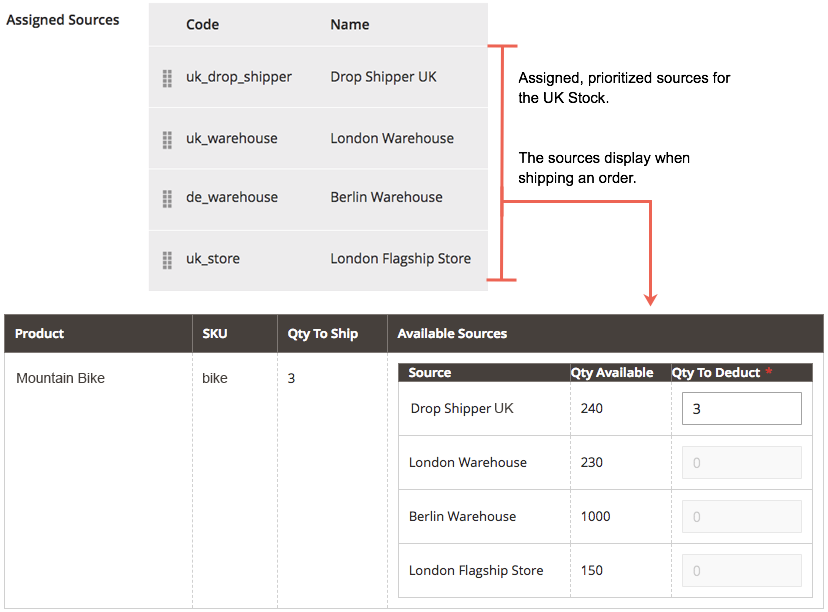 Assigned Sources
Code Name
uk_drop_shipper Drop Shipper UK
uk_warehouse London Warehouse
de_warehouse Berlin Warehouse
uk_store London Flagship Store
Assigned, prioritized sources for
the UK Stock.
The sources display when
shipping an order.
Product SKU Qty To Ship Available Sources
Mountain Bike bike 3
Source Qty Available Qty To Deduct *
Drop Shipper UK 240 3
London Warehouse 230 0
Berlin Warehouse 1000 0
London Flagship Store 150 0